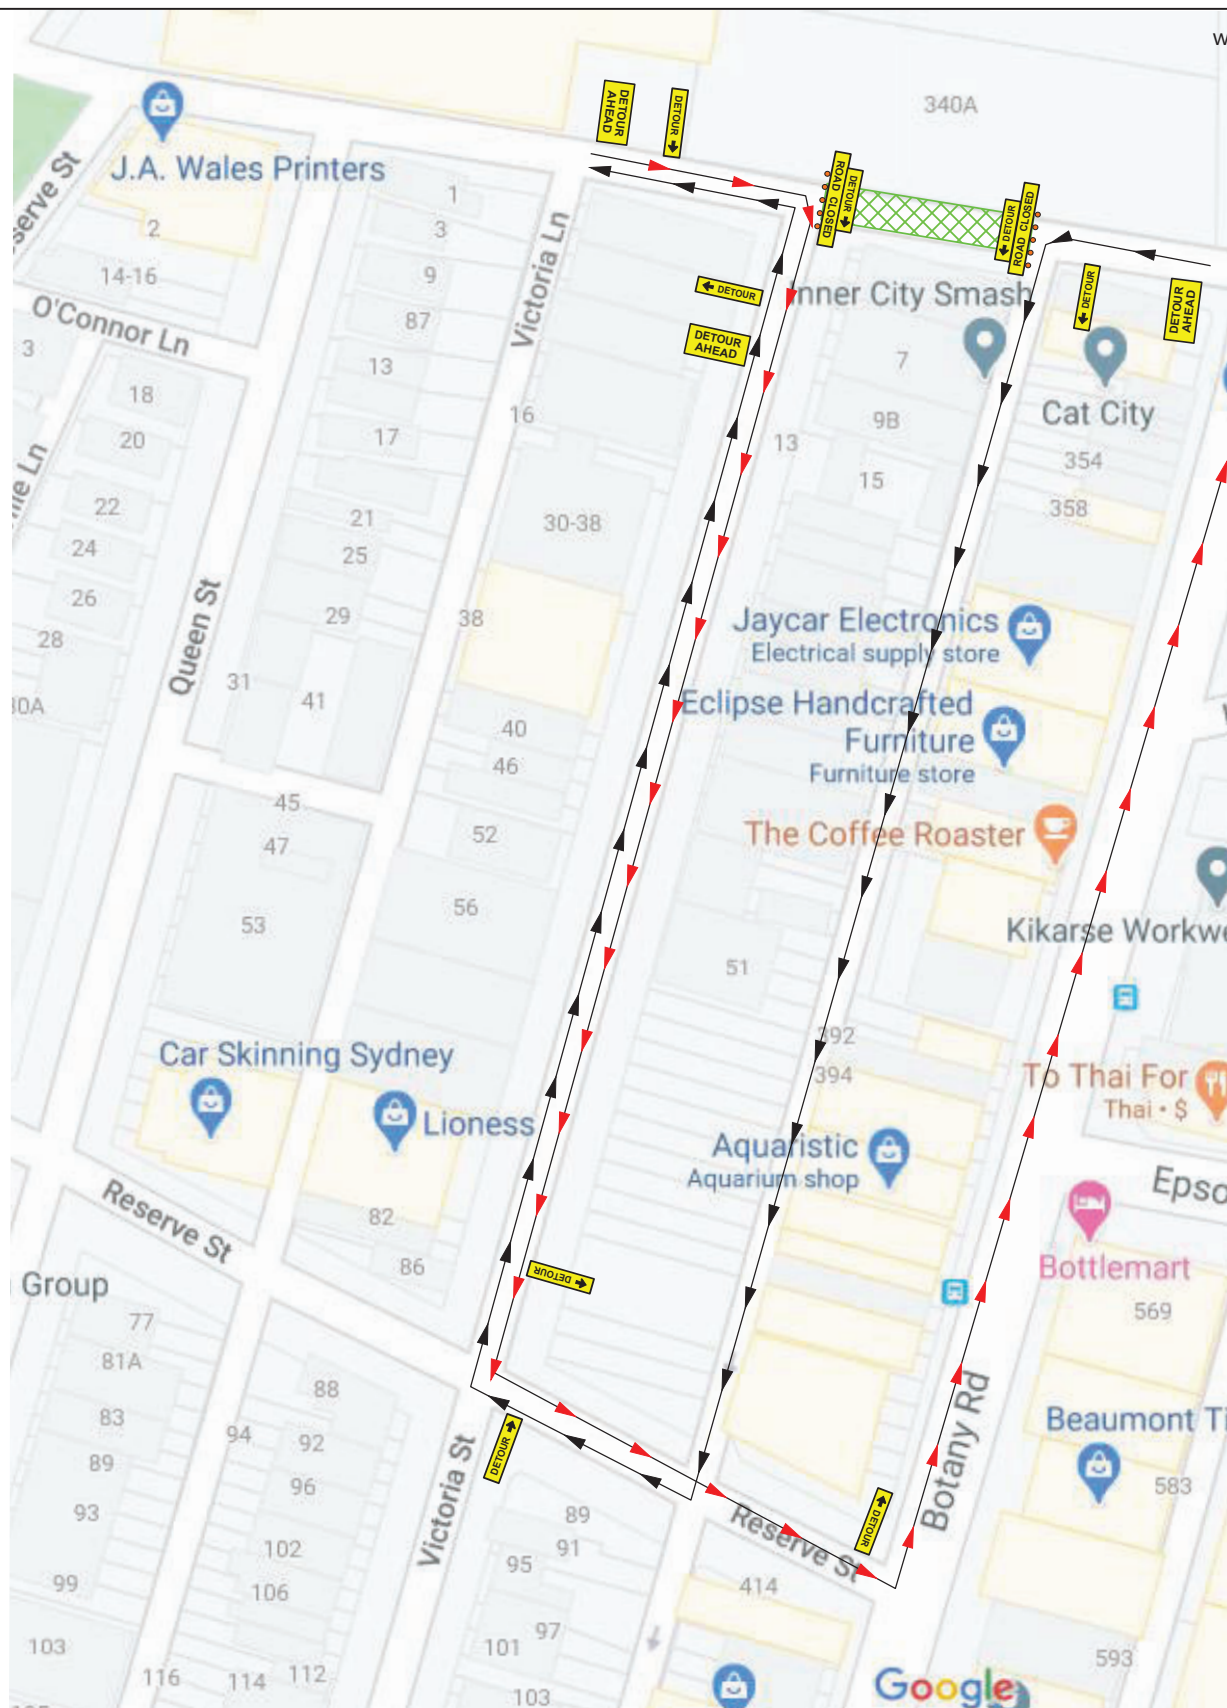 w
340A
DETOUR
AHEAD
DETOUR
J.A. Wales Printers
1
3
9
87
13
17
21
25
29
31
41
2
14-16
O'Connor Ln
3
18
20
22
24
26
28
30A
Queen St
Victoria Ln
ROAD CLOSED
DETOUR
DETOUR
ROAD CLOSED
DETOUR
DETOUR
AHEAD
DETOUR
DETOUR
AHEAD
Inner City Smash
Cat City
7
9B
13
15
16
354
358
30-38
38
Jaycar Electronics
Electrical supply store
Eclipse Handcrafted
Furniture
Furniture store
40
46
52
56
45
47
53
The Coffee Roaster
Kikarse Workwe
51
392
394
Car Skinning Sydney
Lioness
To Thai For
Thai • $
Aquaristic
Aquarium shop
Epso
Bottlemart
569
Reserve St
82
86
DETOUR
Group
77
81A
83
89
93
99
103
88
94
92
96
102
106
116
114
112
DETOUR
Victoria St
89
91
95
97
101
103
Reserve St
DETOUR
Botany Rd
Beaumont Ti
583
414
593
Google